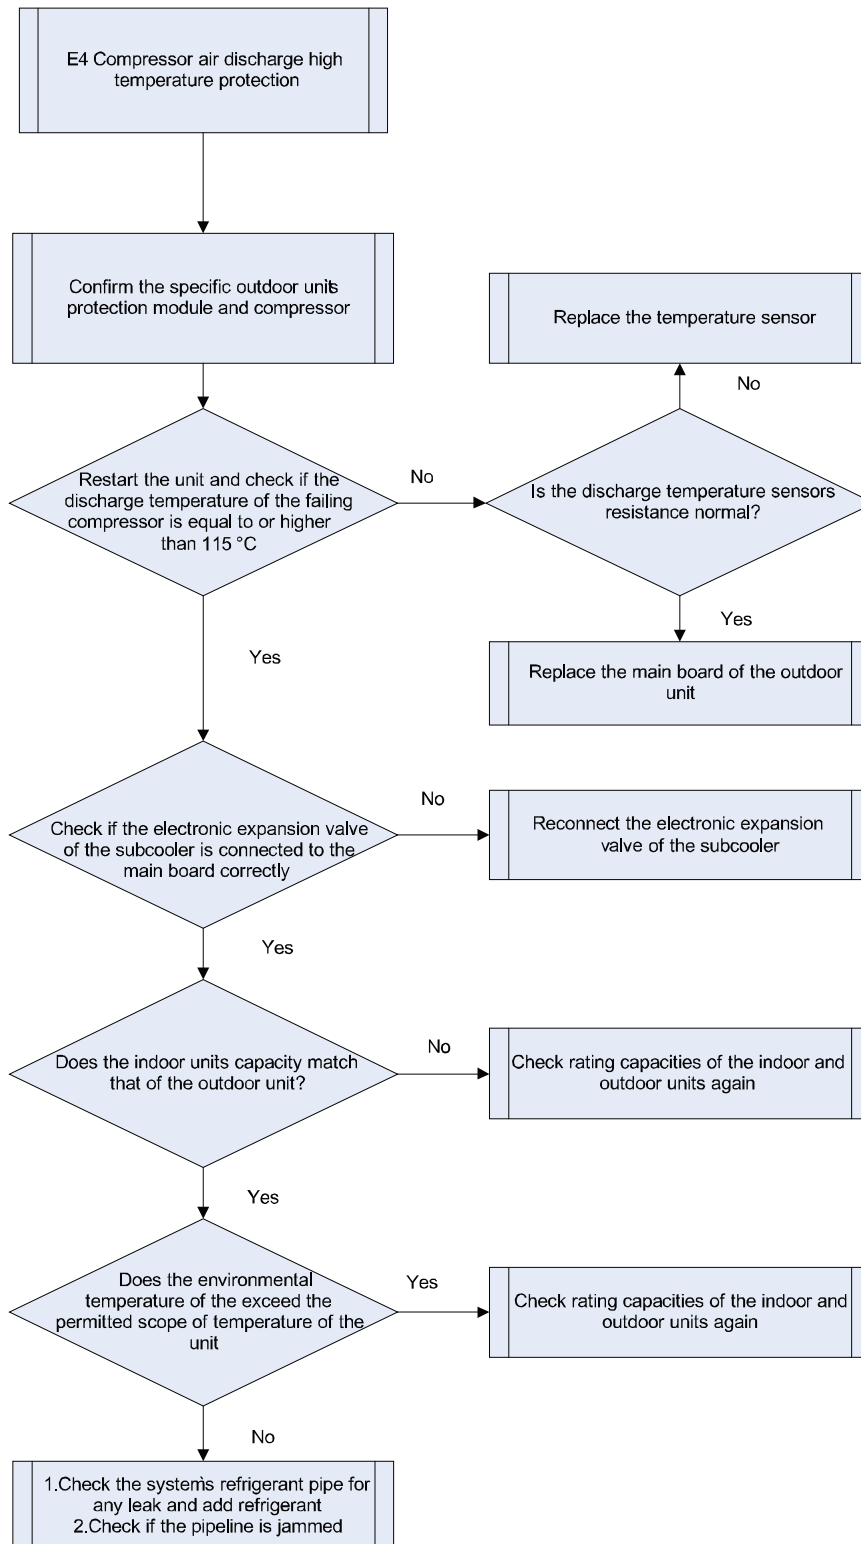 E4 Compressor air discharge high
temperature protection
Confirm the specific outdoor units
protection module and compressor
Replace the temperature sensor
No
Restart the unit and check if the
discharge temperature of the failing
compressor is equal to or higher
than 115 °C
No
Is the discharge temperature sensors
resistance normal?
Yes
Yes
Replace the main board of the outdoor
unit
Check if the electronic expansion valve
of the subcooler is connected to the
main board correctly
No
Reconnect the electronic expansion
valve of the subcooler
Yes
Does the indoor units capacity match
that of the outdoor unit?
No
Check rating capacities of the indoor and
outdoor units again
Yes
Does the environmental
temperature of the exceed the
permitted scope of temperature of the
unit
Yes
Check rating capacities of the indoor and
outdoor units again
No
1.Check the system's refrigerant pipe for
any leak and add refrigerant
2.Check if the pipeline is jammed